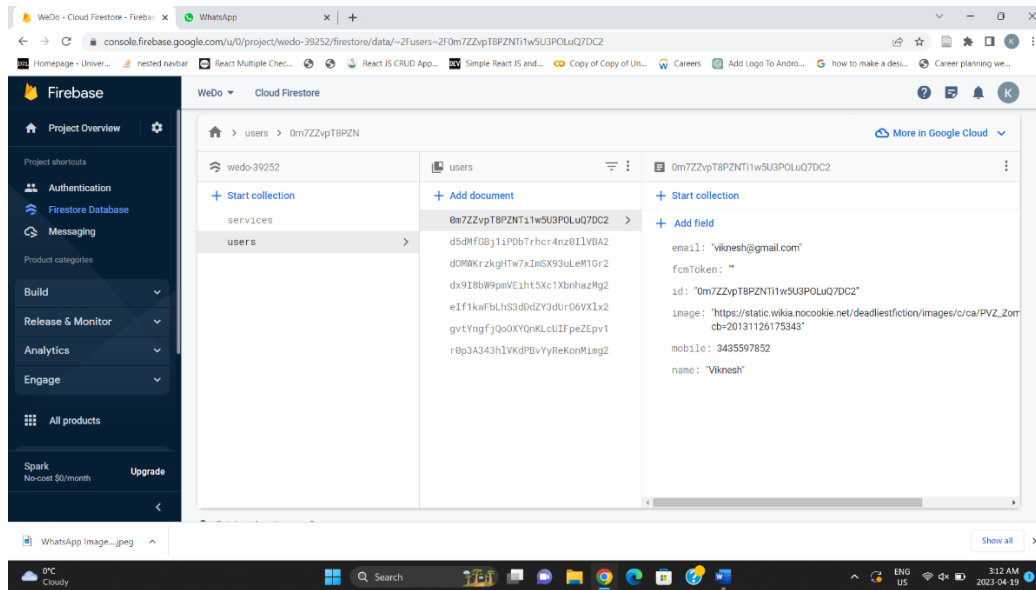 WeDo - Cloud Firestore - Fireba
WhatsApp
console.firebase.google.com/u/0/project/wedo-39252/firestore/data/~2Fusers~2F0m7ZZvpT8PZNTi1w5U3POLuQ7DC2
Homepage - Univer... nested navbar React Multiple Chec... React JS CRUD App... Simple React JS and... Copy of Copy of Un... Careers Add Logo To Andro... how to make a desi... Career planning we...
Firebase
WeDo Cloud Firestore K
Project Overview
users > 0m7ZZvpT8PZN
More in Google Cloud
Project shortcuts
Authentication
Firestore Database
Messaging
Product categories
Build
Release & Monitor
Analytics
Engage
All products
Spark
No-cost $0/month
Upgrade
wedo-39252
+ Start collection
services
users
users
+ Add document
0m7ZZvpT8PZNTi1w5U3POLuQ7DC2
d5dMfGBj1iPDbTrhcr4nz0IlVBA2
dOMWKrzkgHTw7xImSX93uLeM1Gr2
dx9I8bW9pmVEiht5Xc1XbnhazMg2
eIf1kwFbLhS3dDdZY3dUrG6VXlx2
gvtYngfjQoOXYQnKLcUIFpeZEpv1
r0p3A343hlVKdPBvYyReKonMimg2
0m7ZZvpT8PZNTi1w5U3POLuQ7DC2
+ Start collection
+ Add field
email: "viknesh@gmail.com"
fcmToken: ""
id: "0m7ZZvpT8PZNTi1w5U3POLuQ7DC2"
image: "https://static.wikia.nocookie.net/deadliestfiction/images/c/ca/PVZ_Zom
cb=20131126175343"
mobile: 3435597852
name: "Viknesh"
WhatsApp Image....jpeg
Show all
0°C
Cloudy
Search
ENG
US
3:12 AM
2023-04-19